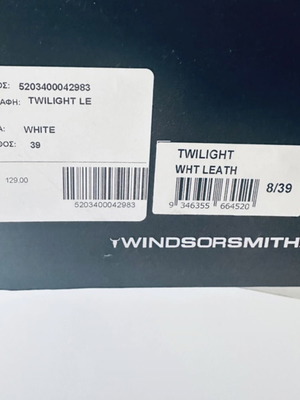 ΟΣ: 5203400042983
ΑΦΗ: TWILIGHT LE
Α: WHITE
ΘΟΣ: 39
129.00
5203400042983
TWILIGHT
WHT LEATH
8/39
9 346355 664520
WINDSORSMITH